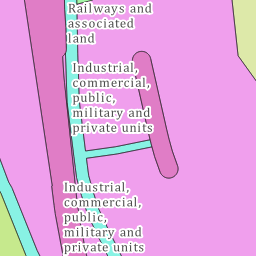 Railways and
associated
land
Industrial,
commercial,
public,
military and
private units
Industrial,
commercial,
public,
military and
private units